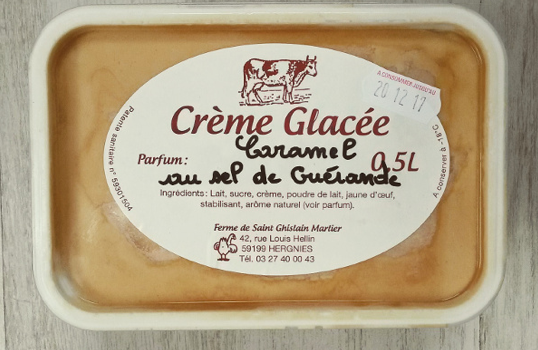 A CONSOMMER JUSQU'AU
20 12 17
Crème Glacée
Parfum : Caramel 0,5L
au sel de Guérande
Ingrédients : Lait, sucre, crème, poudre de lait, jaune d'œuf,
stabilisant, arôme naturel (voir parfum).
Ferme de Saint Ghislain Martier
42, rue Louis Hellin
59199 HERGNIES
Tél. 03 27 40 00 43
Patente sanitaire n° 59301504
A conserver à -18°C